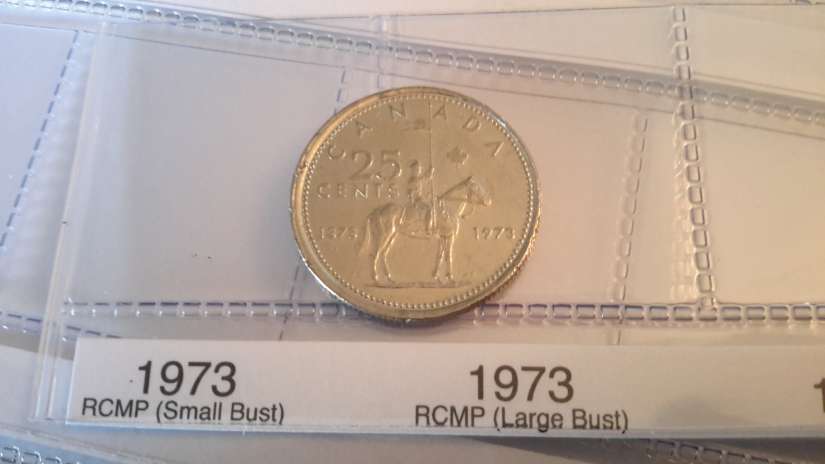 CANADA
25
CENTS
1873 1973
1973
RCMP (Small Bust)
1973
RCMP (Large Bust)